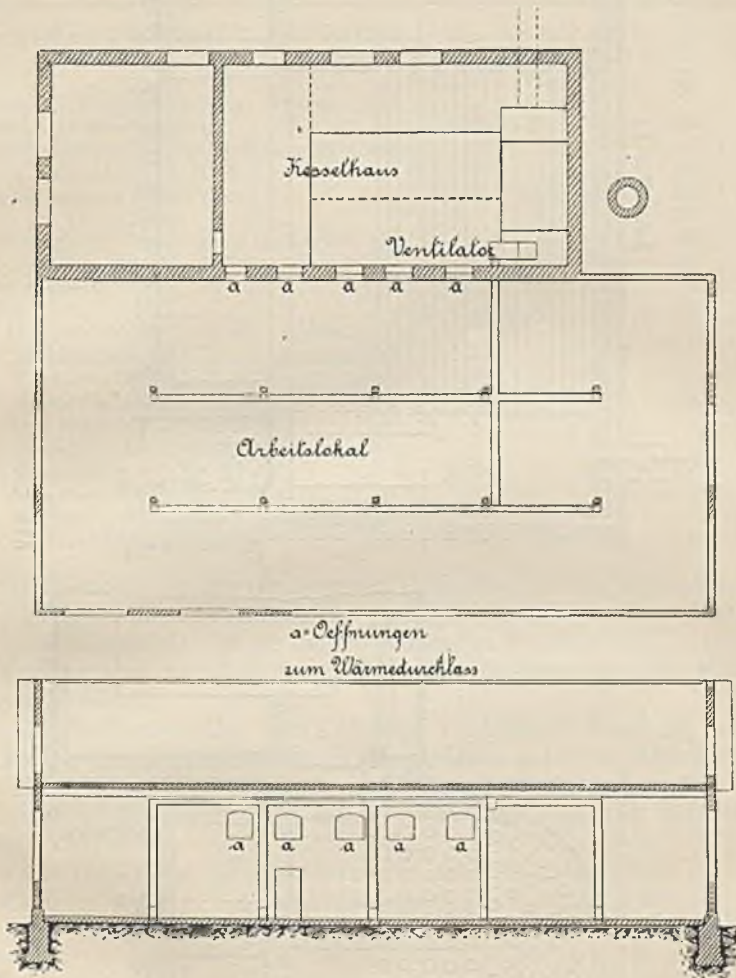 Kesselhaus
Ventilator
a a a a a
Arbeitslokal
a=Oeffnungen
zum Wärmedurchlass
a a a a a